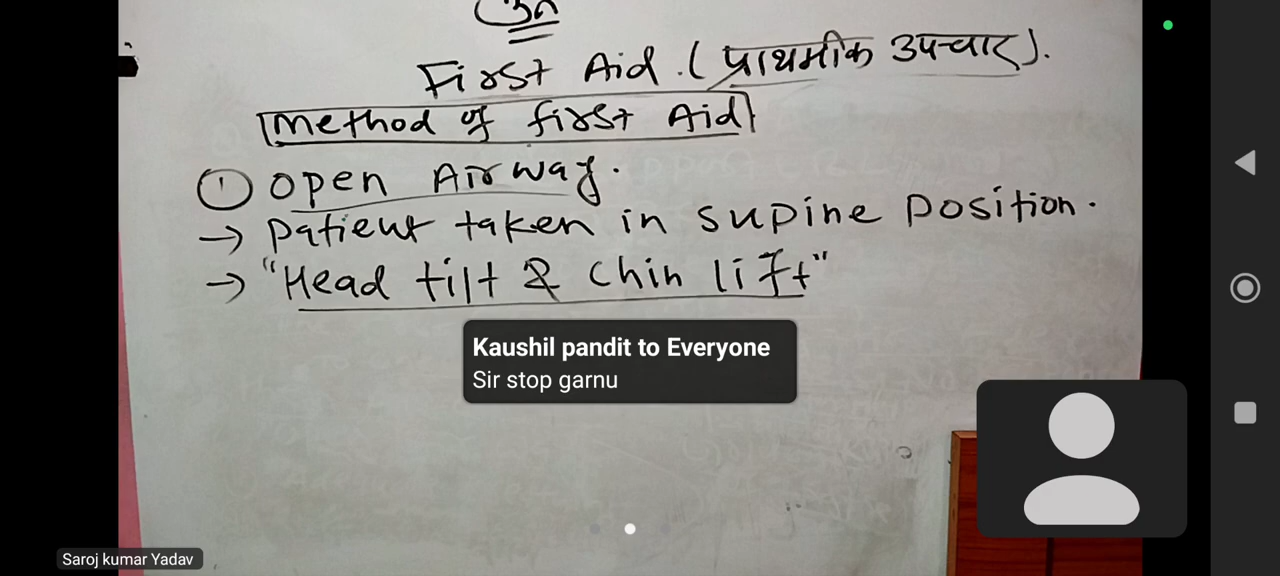 First Aid. (प्राथमीक उपचार).
Method of first Aid
① open Airway.
→ patient taken in supine position.
→ "Head tilt & chin lift"
Kaushil pandit to Everyone
Sir stop garnu
Saroj kumar Yadav